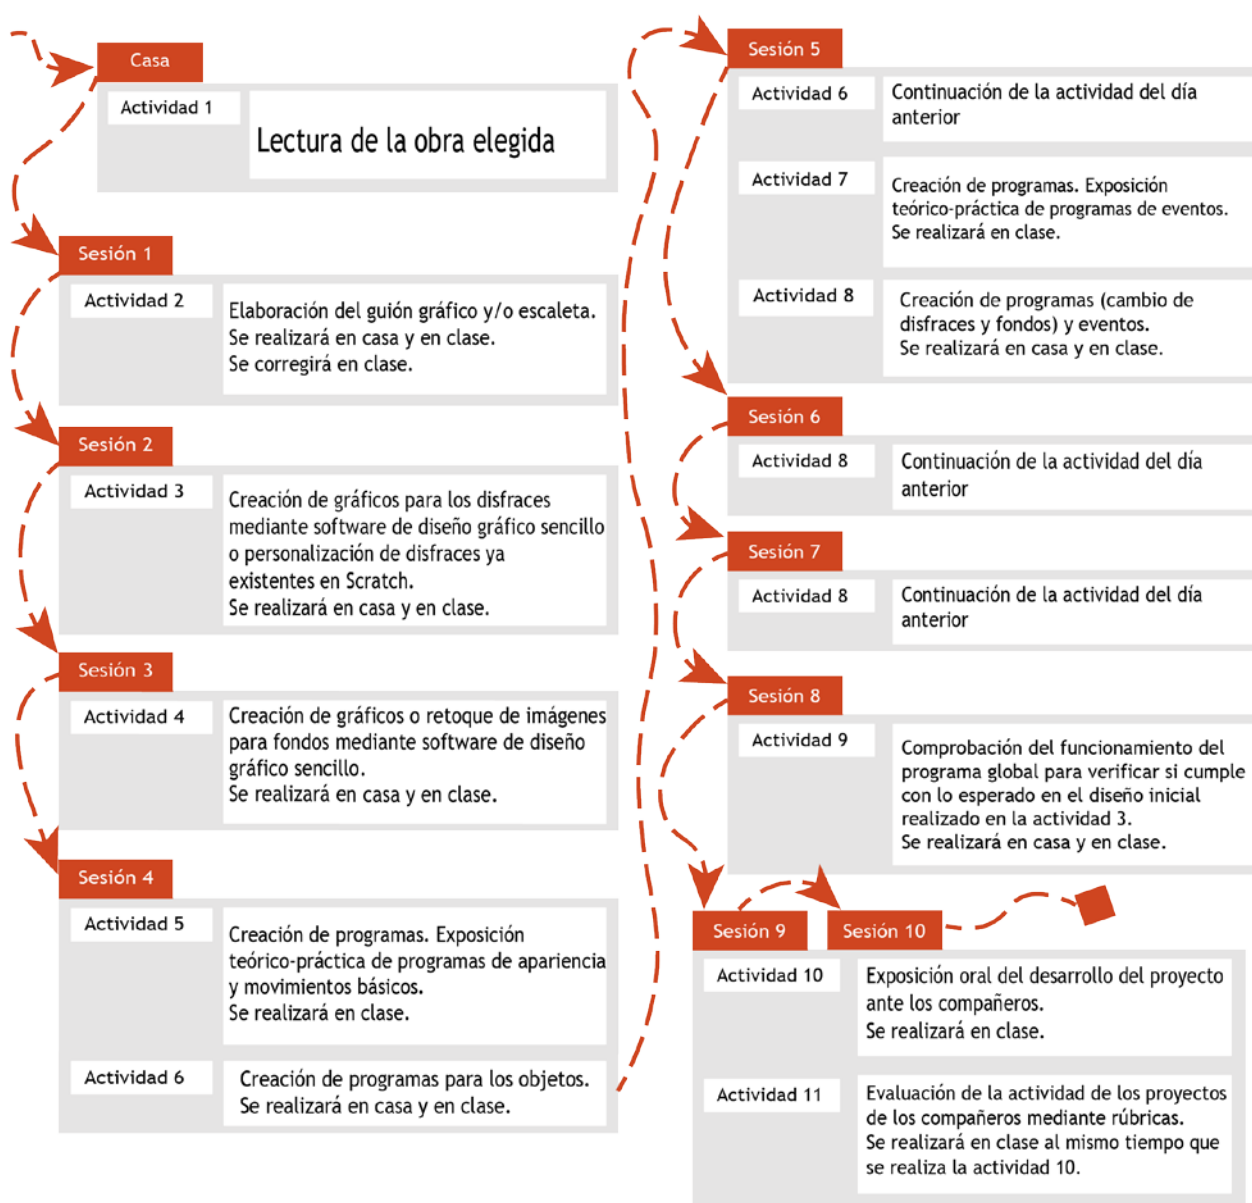 Casa
Actividad 1
Lectura de la obra elegida
Sesión 1
Actividad 2
Elaboración del guión gráfico y/o escaleta.
Se realizará en casa y en clase.
Se corregirá en clase.
Sesión 2
Actividad 3
Creación de gráficos para los disfraces
mediante software de diseño gráfico sencillo
o personalización de disfraces ya
existentes en Scratch.
Se realizará en casa y en clase.
Sesión 3
Actividad 4
Creación de gráficos o retoque de imágenes
para fondos mediante software de diseño
gráfico sencillo.
Se realizará en casa y en clase.
Sesión 4
Actividad 5
Creación de programas. Exposición
teórico-práctica de programas de apariencia
y movimientos básicos.
Se realizará en clase.
Actividad 6
Creación de programas para los objetos.
Se realizará en casa y en clase.
Sesión 5
Actividad 6
Continuación de la actividad del día
anterior
Actividad 7
Creación de programas. Exposición
teórico-práctica de programas de eventos.
Se realizará en clase.
Actividad 8
Creación de programas (cambio de
disfraces y fondos) y eventos.
Se realizará en casa y en clase.
Sesión 6
Actividad 8
Continuación de la actividad del día
anterior
Sesión 7
Actividad 8
Continuación de la actividad del día
anterior
Sesión 8
Actividad 9
Comprobación del funcionamiento del
programa global para verificar si cumple
con lo esperado en el diseño inicial
realizado en la actividad 3.
Se realizará en casa y en clase.
Sesión 9
Sesión 10
Actividad 10
Exposición oral del desarrollo del proyecto
ante los compañeros.
Se realizará en clase.
Actividad 11
Evaluación de la actividad de los proyectos
de los compañeros mediante rúbricas.
Se realizará en clase al mismo tiempo que
se realiza la actividad 10.